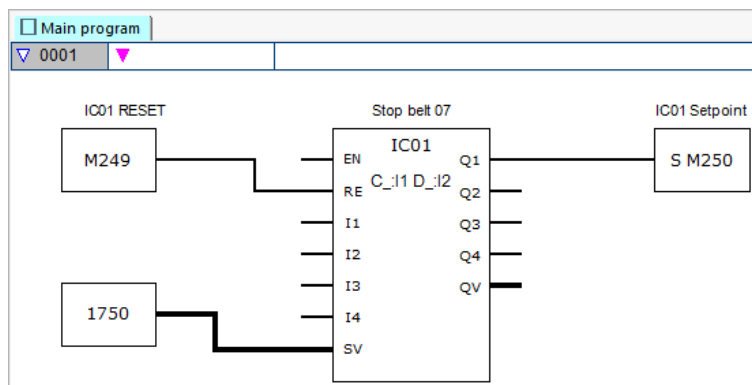 Main program
0001
IC01 RESET
Stop belt 07
IC01 Setpoint
M249
IC01
S M250
EN
Q1
C_:I1 D_:I2
RE
Q2
I1
Q3
I2
Q4
I3
QV
1750
I4
SV